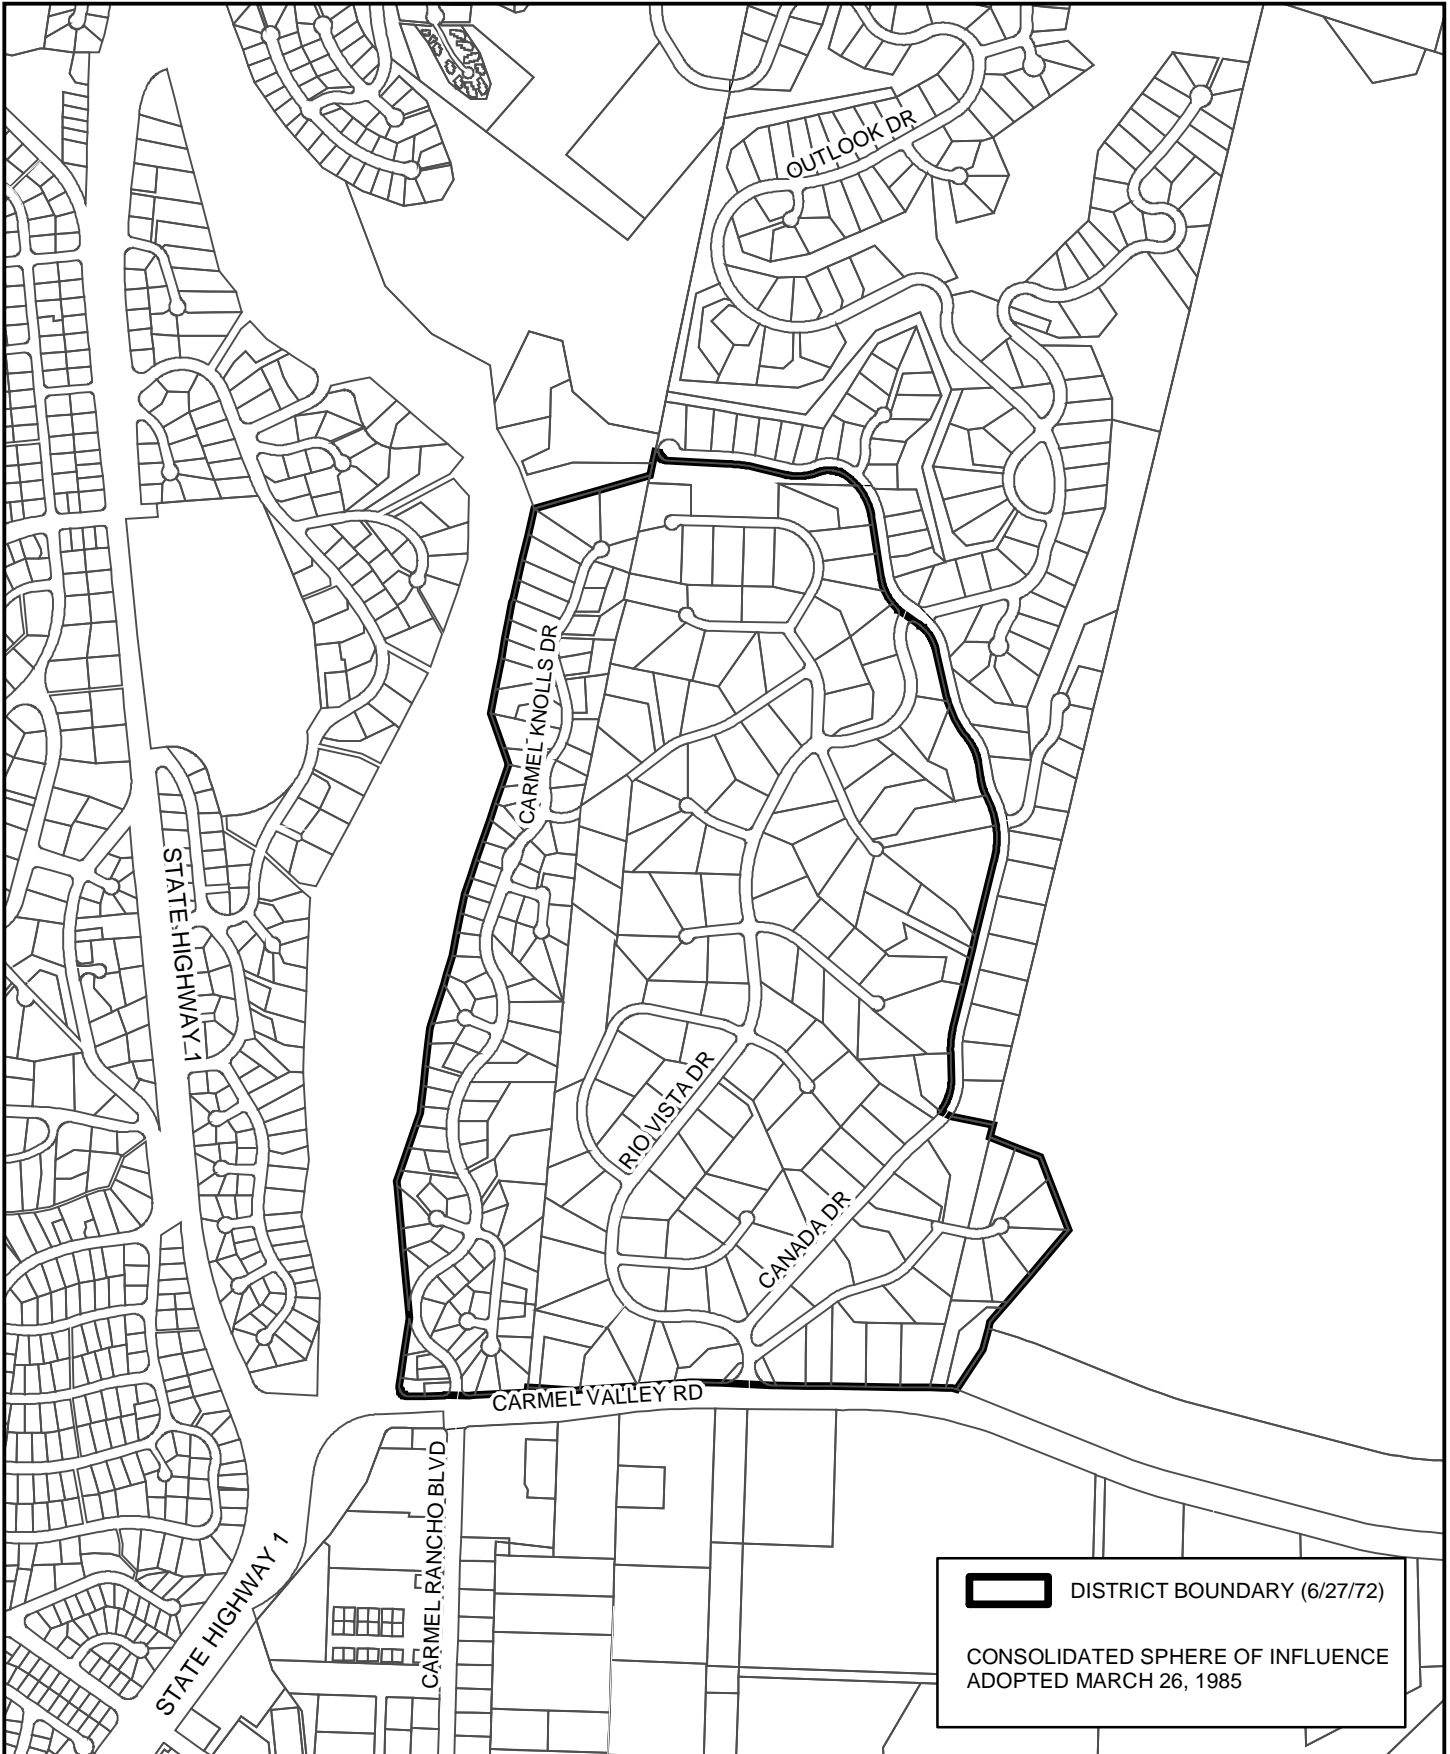 OUTLOOK DR
CARMEL KNOLLS DR
STATE HIGHWAY 1
RIO VISTA DR
CANADA DR
CARMEL VALLEY RD
CARMEL RANCHO BLVD
STATE HIGHWAY 1
DISTRICT BOUNDARY (6/27/72)
CONSOLIDATED SPHERE OF INFLUENCE
ADOPTED MARCH 26, 1985